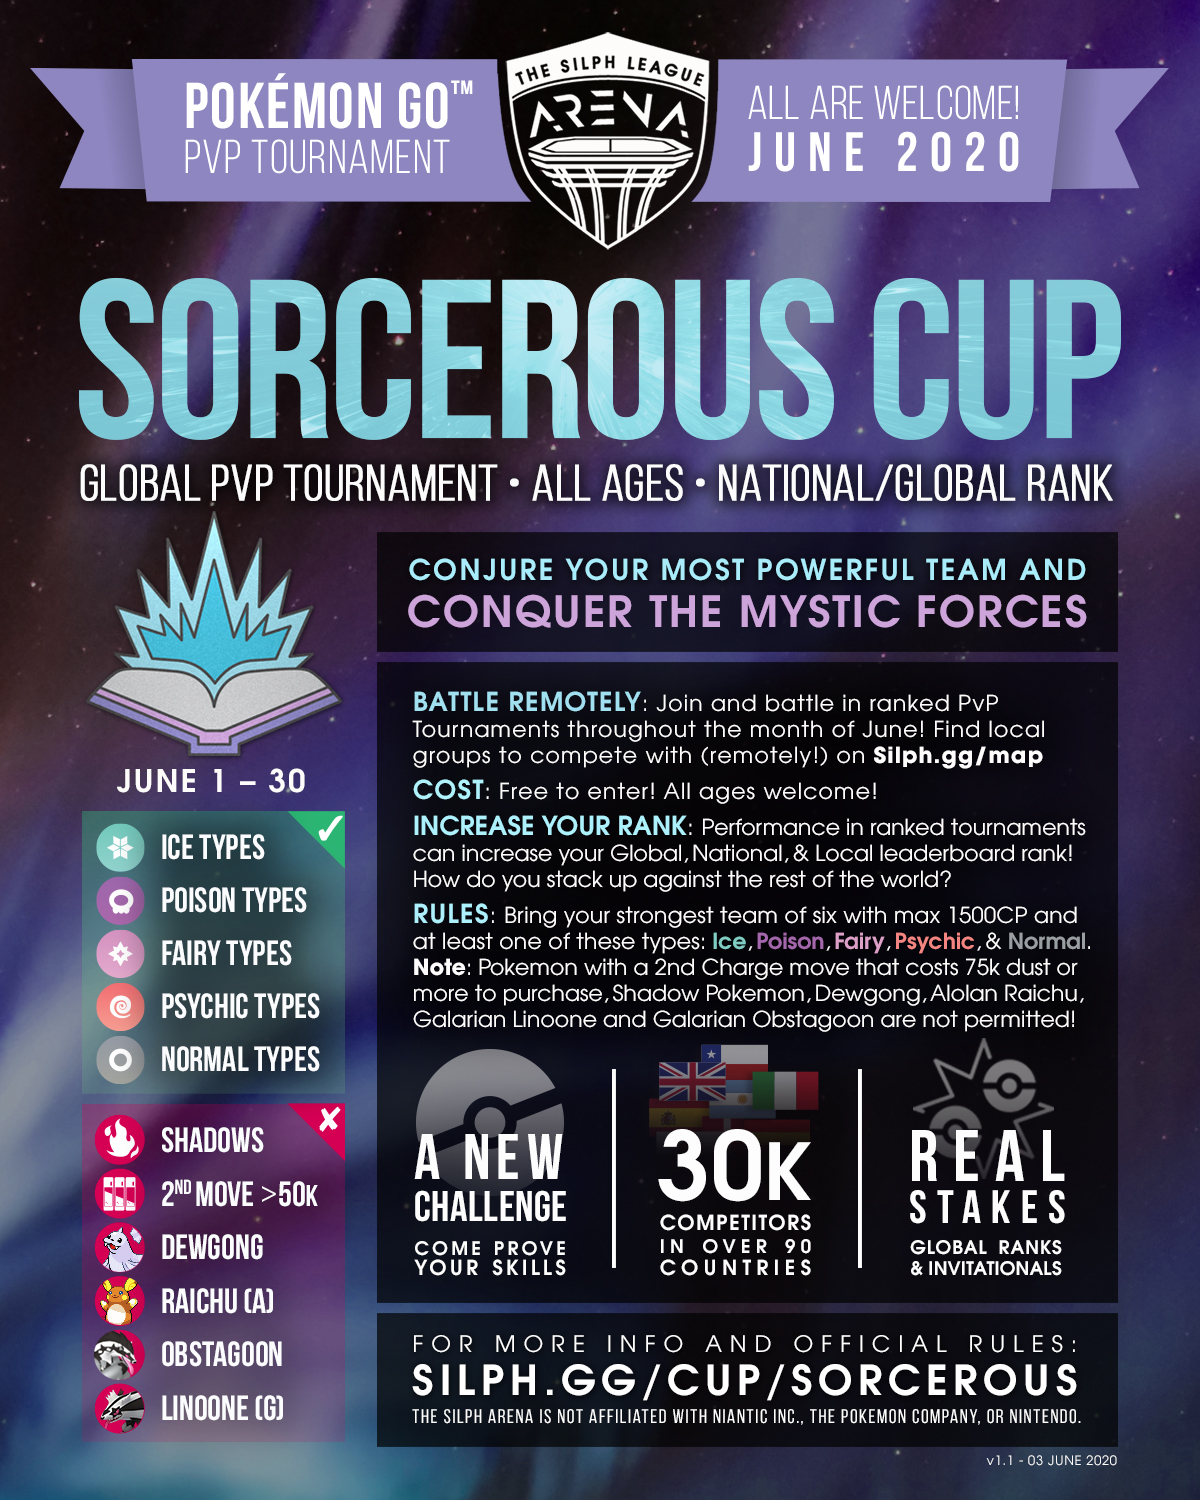 POKÉMON GO™
PVP TOURNAMENT
THE SILPH LEAGUE
ARENA
ALL ARE WELCOME!
JUNE 2020
SORCEROUS CUP
GLOBAL PVP TOURNAMENT • ALL AGES • NATIONAL/GLOBAL RANK
JUNE 1 – 30
ICE TYPES
POISON TYPES
FAIRY TYPES
PSYCHIC TYPES
NORMAL TYPES
SHADOWS
2ND MOVE >50K
DEWGONG
RAICHU (A)
OBSTAGOON
LINOONE (G)
CONJURE YOUR MOST POWERFUL TEAM AND
CONQUER THE MYSTIC FORCES
BATTLE REMOTELY: Join and battle in ranked PvP
Tournaments throughout the month of June! Find local
groups to compete with (remotely!) on Silph.gg/map
COST: Free to enter! All ages welcome!
INCREASE YOUR RANK: Performance in ranked tournaments
can increase your Global, National, & Local leaderboard rank!
How do you stack up against the rest of the world?
RULES: Bring your strongest team of six with max 1500CP and
at least one of these types: Ice, Poison, Fairy, Psychic, & Normal.
Note: Pokemon with a 2nd Charge move that costs 75k dust or
more to purchase, Shadow Pokemon, Dewgong, Alolan Raichu,
Galarian Linoone and Galarian Obstagoon are not permitted!
A NEW
CHALLENGE
COME PROVE
YOUR SKILLS
30K
COMPETITORS
IN OVER 90
COUNTRIES
REAL
STAKES
GLOBAL RANKS
& INVITATIONALS
FOR MORE INFO AND OFFICIAL RULES:
SILPH.GG/CUP/SORCEROUS
THE SILPH ARENA IS NOT AFFILIATED WITH NIANTIC INC., THE POKEMON COMPANY, OR NINTENDO.
v1.1 - 03 JUNE 2020